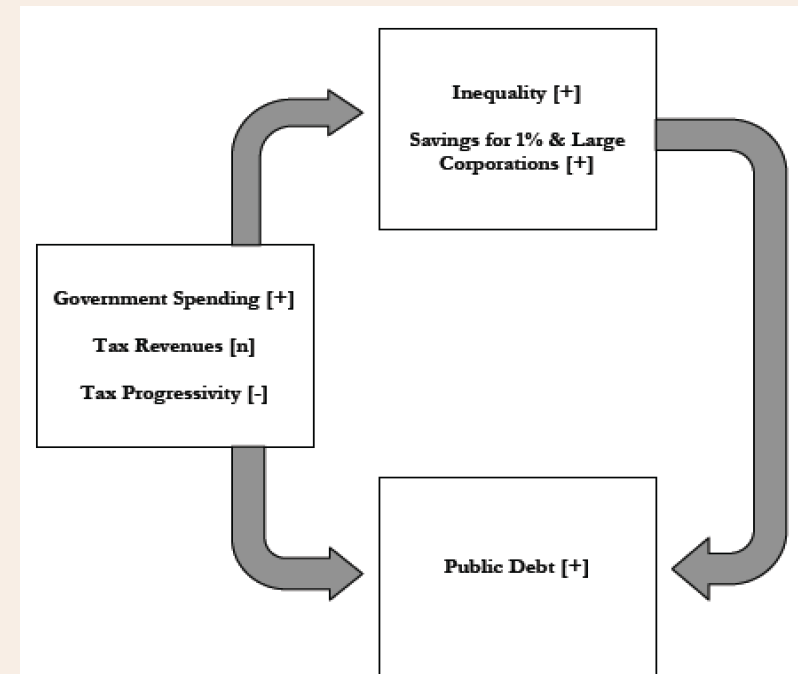 Inequality [+]
Savings for 1% & Large
Corporations [+]
Government Spending [+]
Tax Revenues [n]
Tax Progressivity [-]
Public Debt [+]